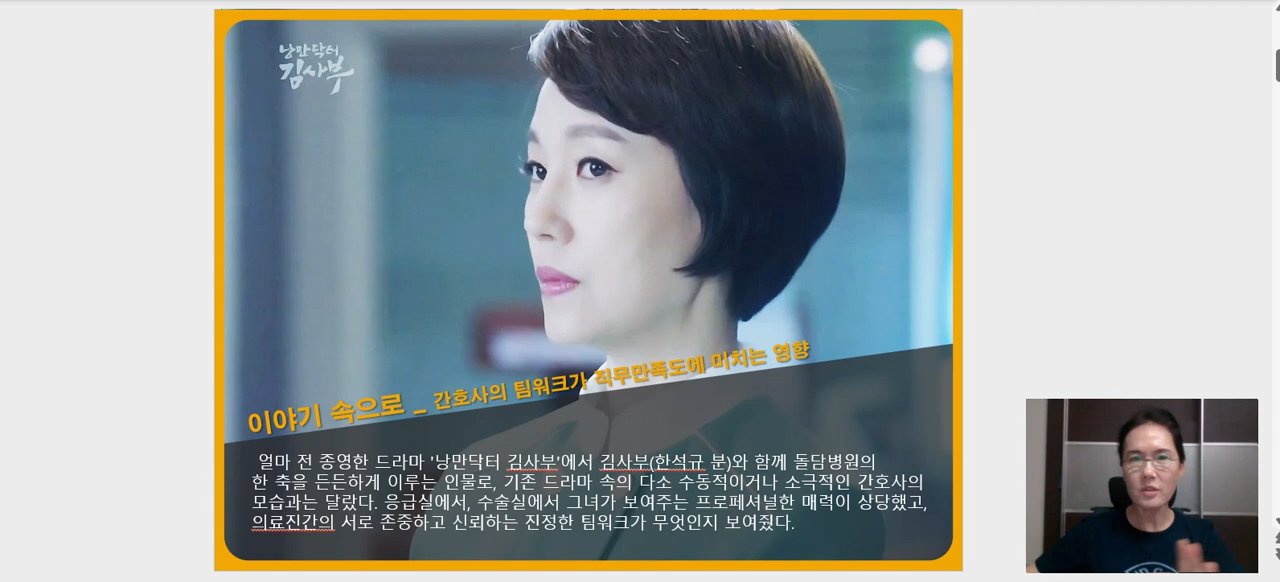 낭만닥터
김사부
이야기 속으로 _ 간호사의 팀워크가 직무만족도에 미치는 영향
얼마 전 종영한 드라마 '낭만닥터 김사부'에서 김사부(한석규 분)와 함께 돌담병원의
한 축을 든든하게 이루는 인물로, 기존 드라마 속의 다소 수동적이거나 소극적인 간호사의
모습과는 달랐다. 응급실에서, 수술실에서 그녀가 보여주는 프로페셔널한 매력이 상당했고,
의료진간의 서로 존중하고 신뢰하는 진정한 팀워크가 무엇인지 보여줬다.